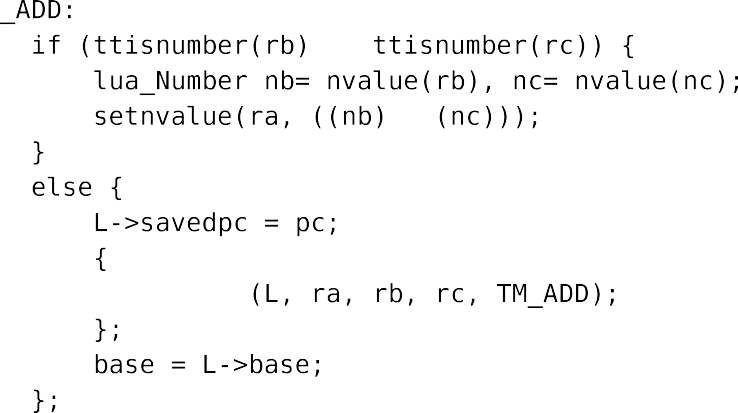 _ADD:
if (ttisnumber(rb) ttisnumber(rc)) {
lua_Number nb= nvalue(rb), nc= nvalue(nc);
setnvalue(ra, ((nb) (nc)));
}
else {
L->savedpc = pc;
{
(L, ra, rb, rc, TM_ADD);
};
base = L->base;
};